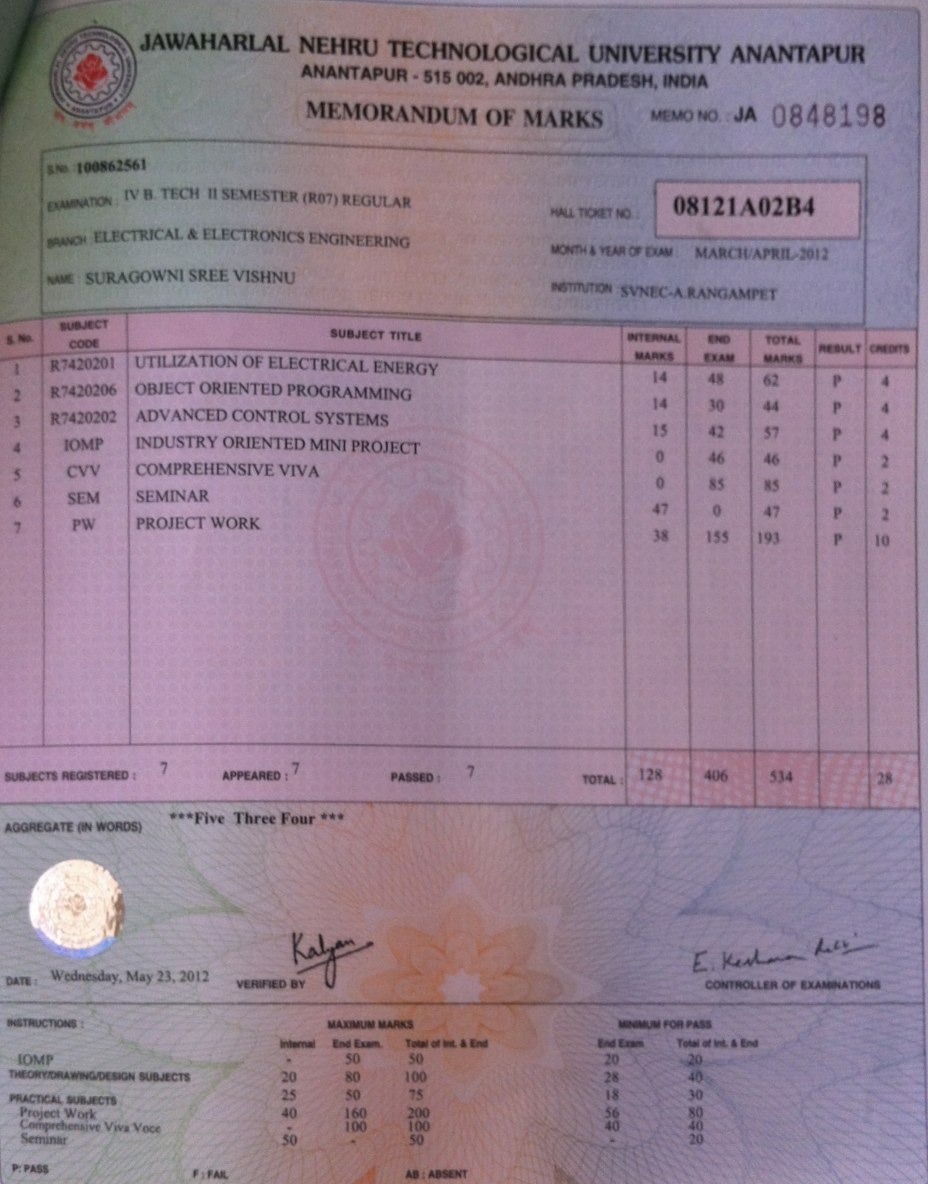 JAWAHARLAL NEHRU TECHNOLOGICAL UNIVERSITY ANANTAPUR
ANANTAPUR - 515 002, ANDHRA PRADESH, INDIA
MEMORANDUM OF MARKS MEMO NO. : JA 0848198
S.No. 100862561
EXAMINATION : IV B. TECH II SEMESTER (R07) REGULAR
HALL TICKET NO. : 08121A02B4
BRANCH ELECTRICAL & ELECTRONICS ENGINEERING
MONTH & YEAR OF EXAM MARCH/APRIL-2012
NAME SURAGOWNI SREE VISHNU
INSTITUTION SVNEC-A.RANGAMPET
S. No. SUBJECT CODE SUBJECT TITLE INTERNAL MARKS END EXAM TOTAL MARKS RESULT CREDITS
1 R7420201 UTILIZATION OF ELECTRICAL ENERGY 14 48 62 P 4
2 R7420206 OBJECT ORIENTED PROGRAMMING 14 30 44 P 4
3 R7420202 ADVANCED CONTROL SYSTEMS 15 42 57 P 4
4 IOMP INDUSTRY ORIENTED MINI PROJECT 0 46 46 P 2
5 CVV COMPREHENSIVE VIVA 0 85 85 P 2
6 SEM SEMINAR 47 0 47 P 2
7 PW PROJECT WORK 38 155 193 P 10
SUBJECTS REGISTERED : 7 APPEARED : 7 PASSED : 7 TOTAL : 128 406 534 28
AGGREGATE (IN WORDS) ***Five Three Four ***
Kalyan
E.
DATE : Wednesday, May 23, 2012 VERIFIED BY CONTROLLER OF EXAMINATIONS
INSTRUCTIONS : MAXIMUM MARKS MINIMUM FOR PASS
Internal End Exam. Total of Int. & End End Exam Total of Int. & End
IOMP - 50 50 20 20
THEORY/DRAWING/DESIGN SUBJECTS 20 80 100 28 40
PRACTICAL SUBJECTS 25 50 75 18 30
Project Work 40 160 200 56 80
Comprehensive Viva Voce - 100 100 40 40
Seminar 50 - 50 - 20
P: PASS F : FAIL AB : ABSENT